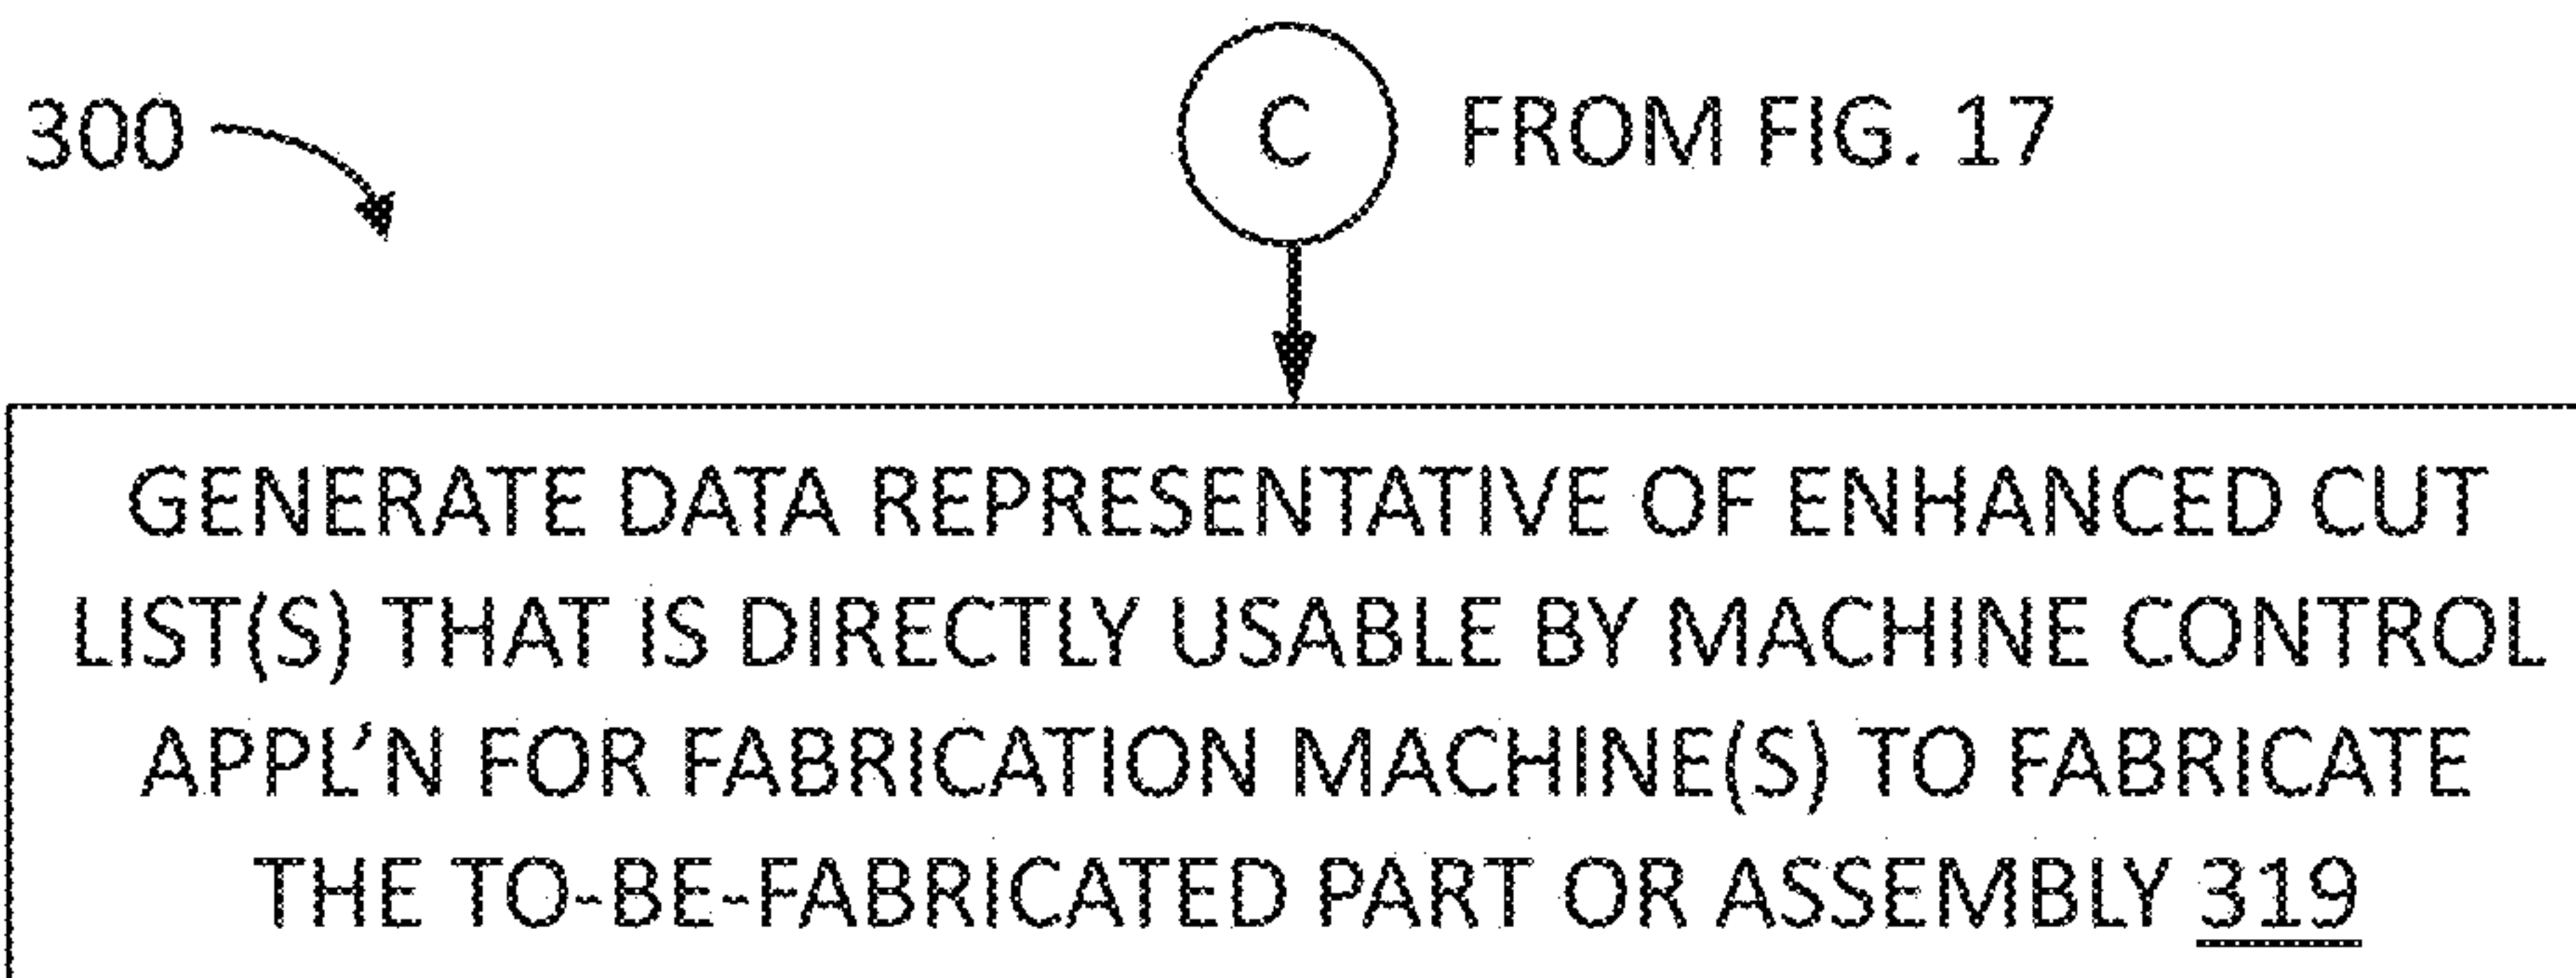 300
C FROM FIG. 17
GENERATE DATA REPRESENTATIVE OF ENHANCED CUT
LIST(S) THAT IS DIRECTLY USABLE BY MACHINE CONTROL
APPL’N FOR FABRICATION MACHINE(S) TO FABRICATE
THE TO-BE-FABRICATED PART OR ASSEMBLY 319